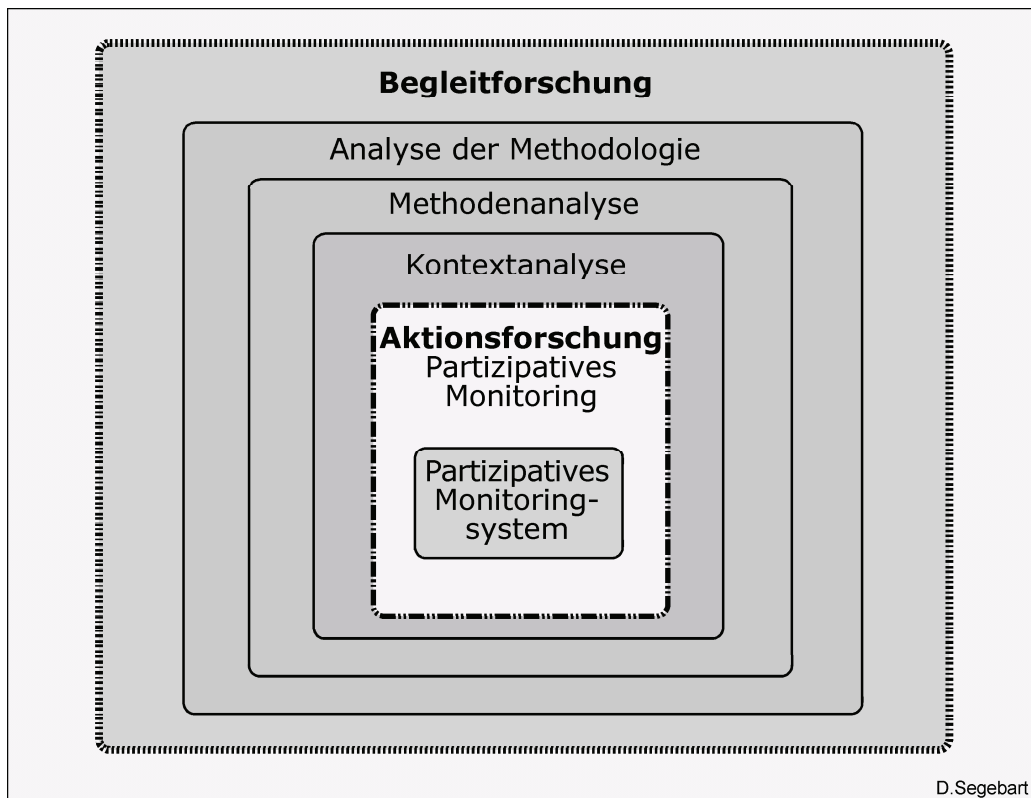 Begleitforschung
Analyse der Methodologie
Methodenanalyse
Kontextanalyse
Aktionsforschung
Partizipatives
Monitoring
Partizipatives
Monitoring-
system
D.Segebart